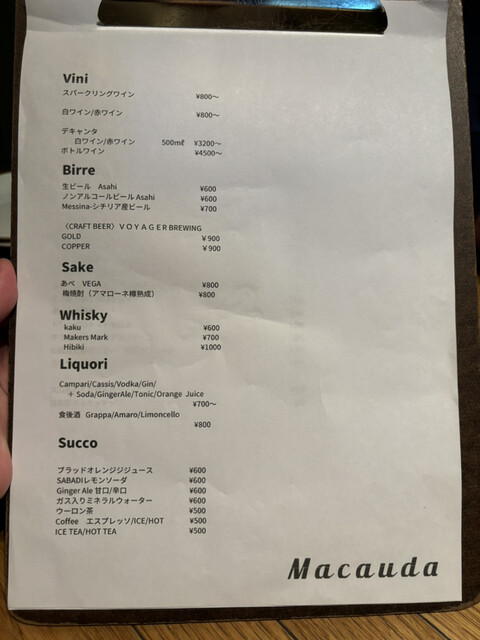 Vini
スパークリングワイン ¥800～
白ワイン/赤ワイン ¥800～
デキャンタ
白ワイン/赤ワイン 500mℓ ¥3200～
ボトルワイン ¥4500～
Birre
生ビール Asahi ¥600
ノンアルコールビール Asahi ¥600
Messina-シチリア産ビール ¥700
〈CRAFT BEER〉ＶＯＹＡＧＥＲ BREWING
GOLD ¥900
COPPER ¥900
Sake
あべ VEGA ¥800
梅焼酎（アマローネ樽熟成） ¥800
Whisky
kaku ¥600
Makers Mark ¥700
Hibiki ¥1000
Liquori
Campari/Cassis/Vodka/Gin/
＋ Soda/GingerAle/Tonic/Orange Juice
¥700～
食後酒 Grappa/Amaro/Limoncello
¥800
Succo
ブラッドオレンジジジュース ¥600
SABADIレモンソーダ ¥600
Ginger Ale 甘口/辛口 ¥600
ガス入りミネラルウォーター ¥600
ウーロン茶 ¥500
Coffee エスプレッソ/ICE/HOT ¥500
ICE TEA/HOT TEA ¥500
Macauda